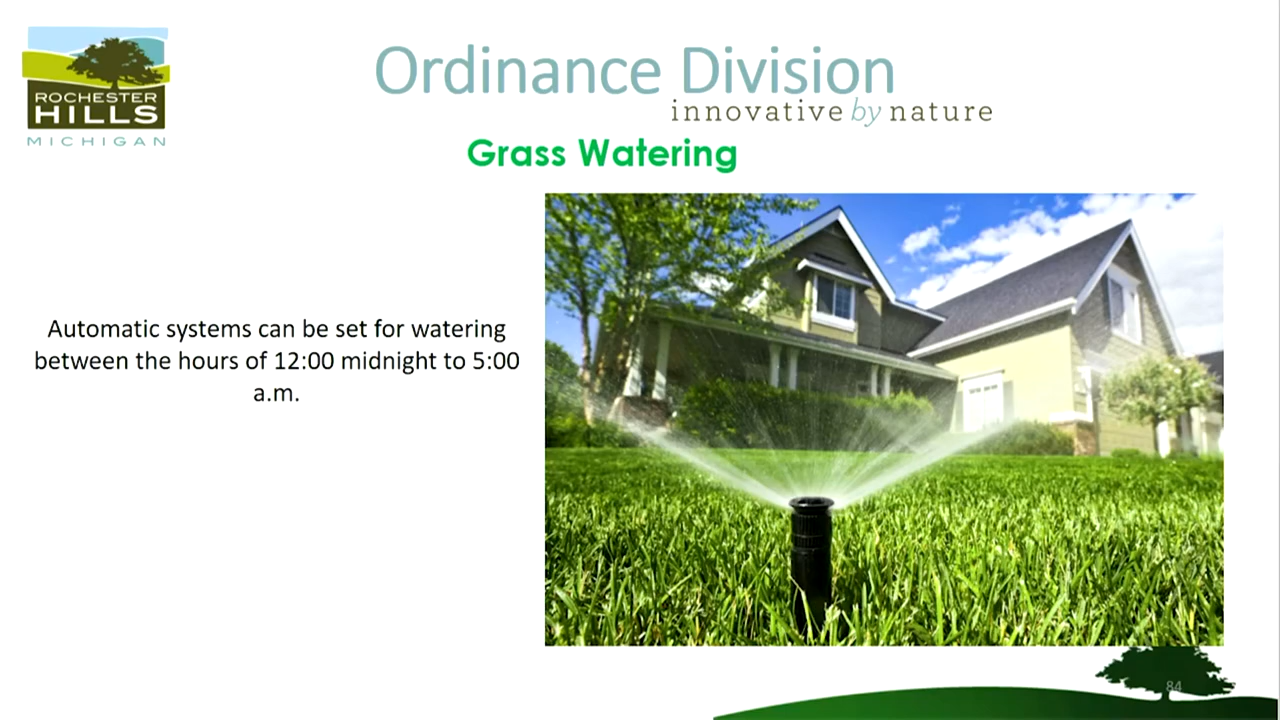 ROCHESTER
HILLS
MICHIGAN
Ordinance Division
innovative by nature
Grass Watering
Automatic systems can be set for watering
between the hours of 12:00 midnight to 5:00
a.m.
84